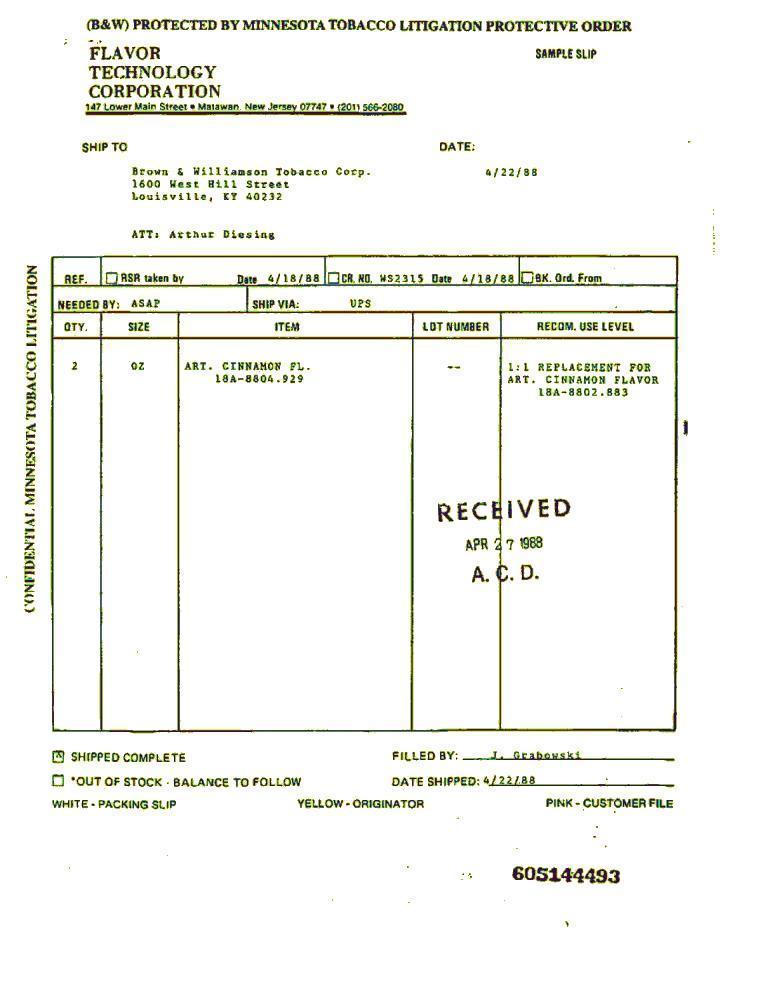 (B&W) PROTECTED BY MINNESOTA TOBACCO LITIGATION PROTECTIVE ORDER
FLAVOR
TECHNOLOGY
CORPORATION
SAMPLE SLIP
147 Lower Main Street • Matawan, New Jersey 07747 • (201) 566-2080
SHIP TO
DATE:
Brown & Williamson Tobacco Corp.
4/22/88
1600 West Hill Street
Louisville, KY 40232
ATT: Arthur Diesing
CONFIDENTIAL MINNESOTA TOBACCO LITIGATION
REF. RSR taken by Date 4/18/88 CR. NO. WS2315 Date 4/18/88 BK. Ord. From
NEEDED BY: ASAP SHIP VIA: UPS
QTY. SIZE ITEM LOT NUMBER RECOM. USE LEVEL
2 OZ ART. CINNAMON FL. -- 1:1 REPLACEMENT FOR
18A-8804.929 ART. CINNAMON FLAVOR
18A-8802.883
RECEIVED
APR 27 1988
A. C. D.
SHIPPED COMPLETE FILLED BY: J. Grabowski
*OUT OF STOCK - BALANCE TO FOLLOW DATE SHIPPED: 4/22/88
WHITE - PACKING SLIP YELLOW - ORIGINATOR PINK - CUSTOMER FILE
605144493